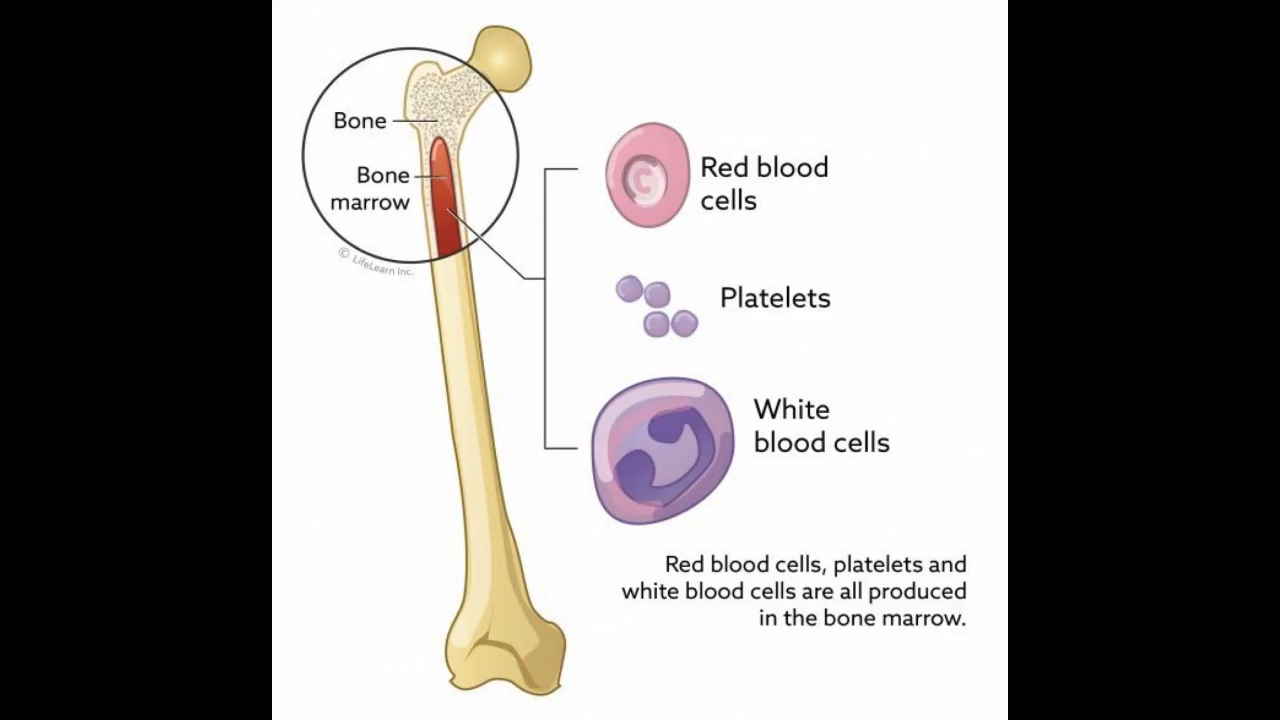 Bone
Bone
marrow
© LifeLearn Inc.
Red blood
cells
Platelets
White
blood cells
Red blood cells, platelets and
white blood cells are all produced
in the bone marrow.